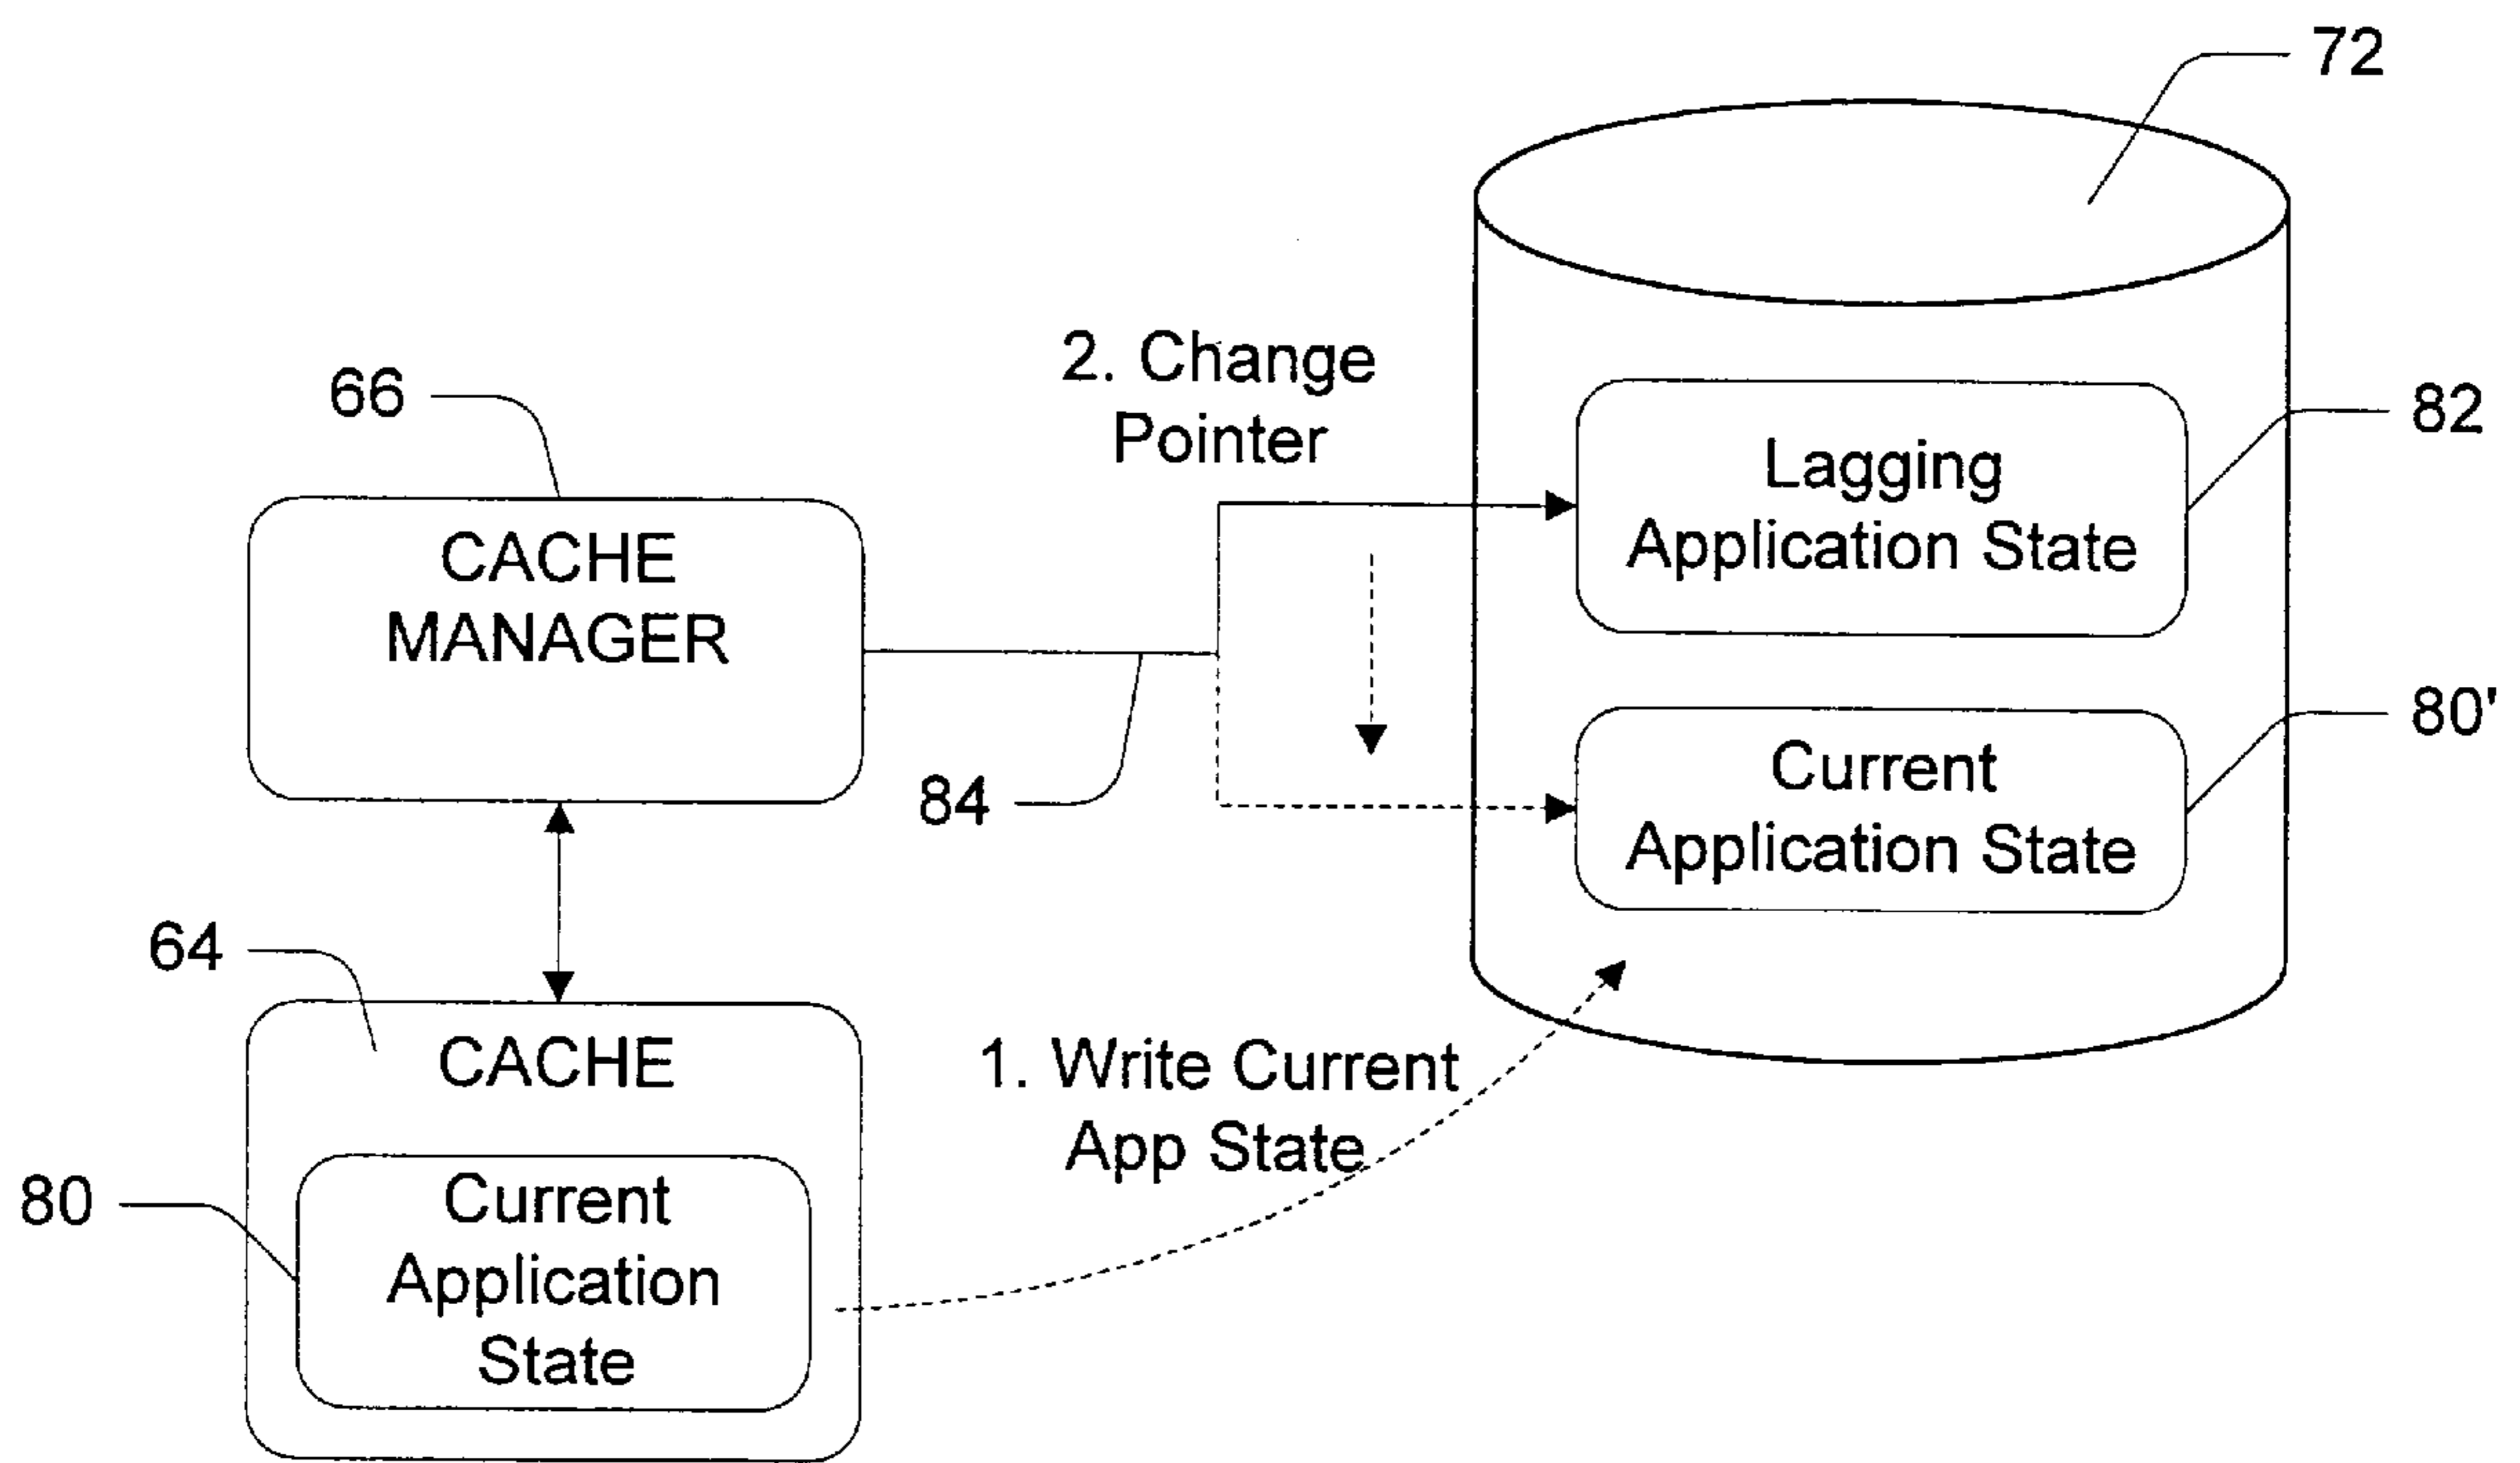 72
2. Change
Pointer
66
82
Lagging
Application State
CACHE
MANAGER
80'
84
Current
Application State
64
CACHE
1. Write Current
App State
80
Current
Application
State